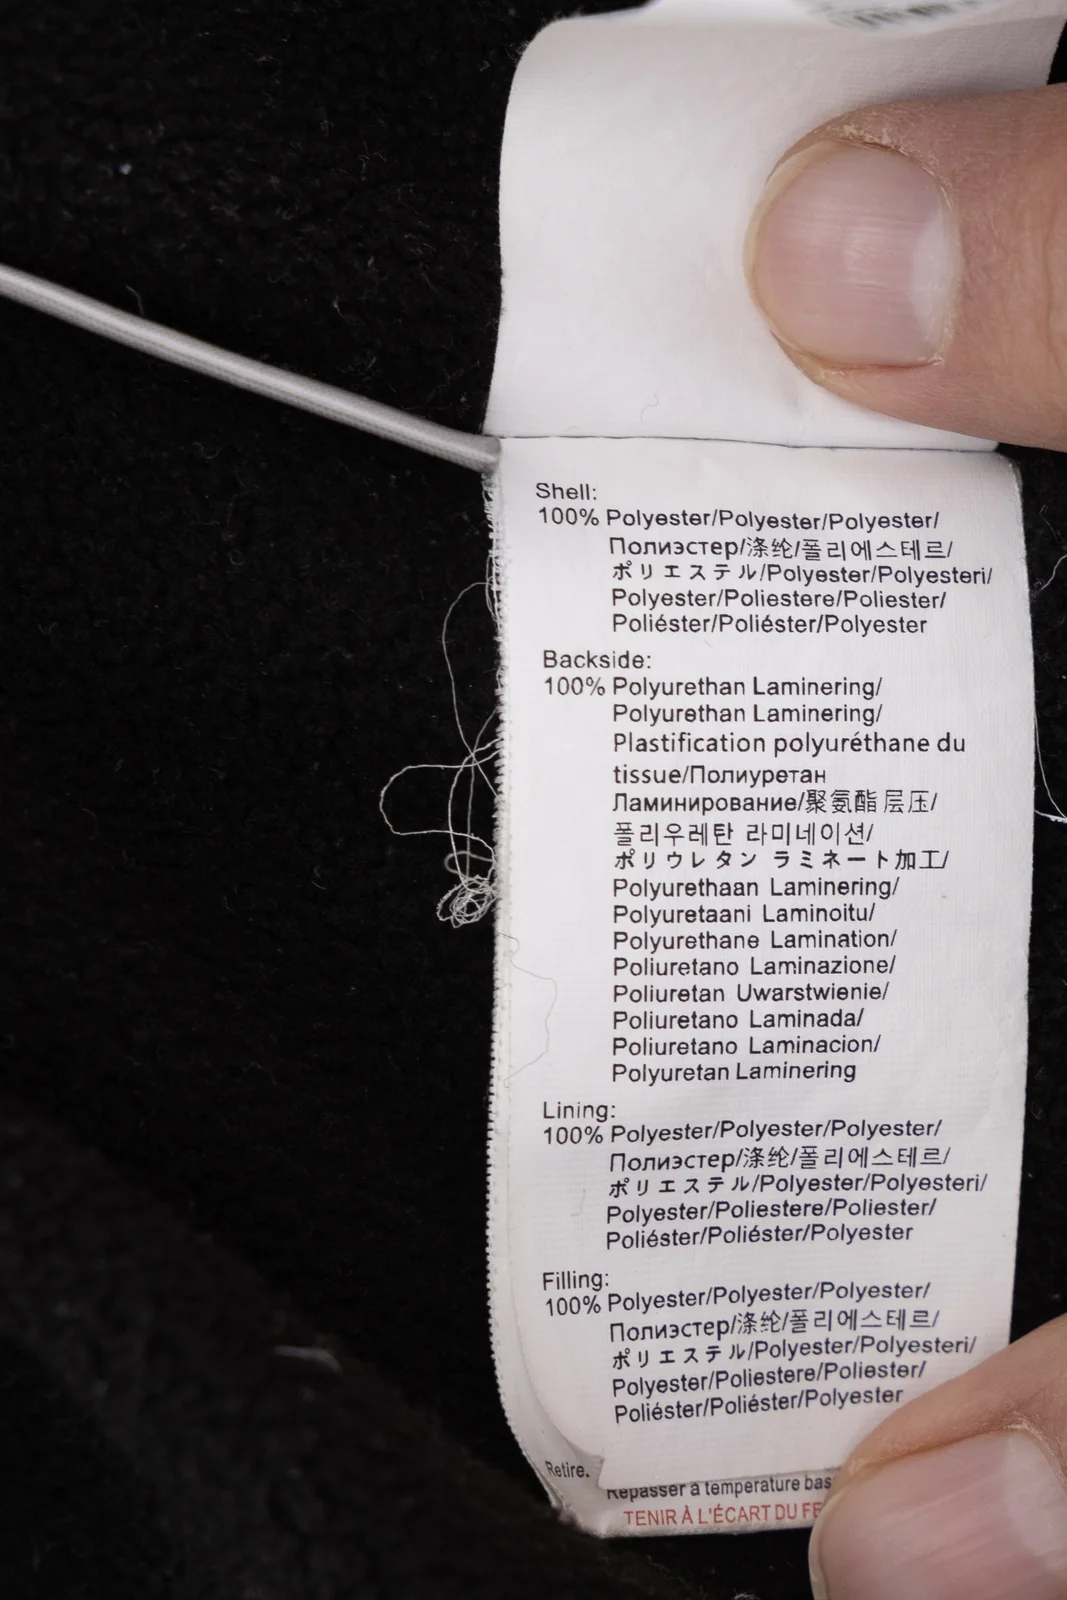 Shell:
100% Polyester/Polyester/Polyester/
Полиэстер/涤纶/폴리에스테르/
ポリエステル/Polyester/Polyesteri/
Polyester/Poliestere/Poliester/
Poliéster/Poliéster/Polyester
Backside:
100% Polyurethan Laminering/
Polyurethan Laminering/
Plastification polyuréthane du
tissue/Полиуретан
Ламинирование/聚氨酯层压/
폴리우레탄 라미네이션/
ポリウレタン ラミネート加工/
Polyurethaan Laminering/
Polyuretaani Laminoitu/
Polyurethane Lamination/
Poliuretano Laminazione/
Poliuretan Uwarstwienie/
Poliuretano Laminada/
Poliuretano Laminacion/
Polyuretan Laminering
Lining:
100% Polyester/Polyester/Polyester/
Полиэстер/涤纶/폴리에스테르/
ポリエステル/Polyester/Polyesteri/
Polyester/Poliestere/Poliester/
Poliéster/Poliéster/Polyester
Filling:
100% Polyester/Polyester/Polyester/
Полиэстер/涤纶/폴리에스테르/
ポリエステル/Polyester/Polyesteri/
Polyester/Poliestere/Poliester/
Poliéster/Poliéster/Polyester
Retire.
Repasser à temperature bas
TENIR À L'ÉCART DU FE